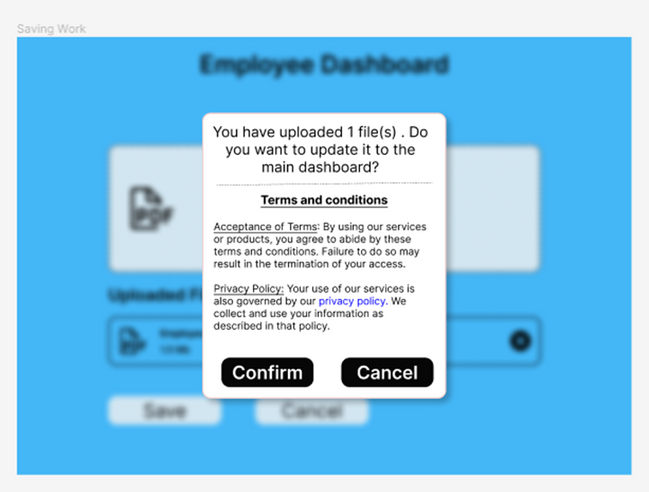 Saving Work
Employee Dashboard
You have uploaded 1 file(s) . Do
you want to update it to the
main dashboard?
Terms and conditions
Acceptance of Terms: By using our services
or products, you agree to abide by these
terms and conditions. Failure to do so may
result in the termination of your access.
Privacy Policy: Your use of our services is
also governed by our privacy policy. We
collect and use your information as
described in that policy.
Confirm
Cancel
PDF
Uploaded
Save
Cancel